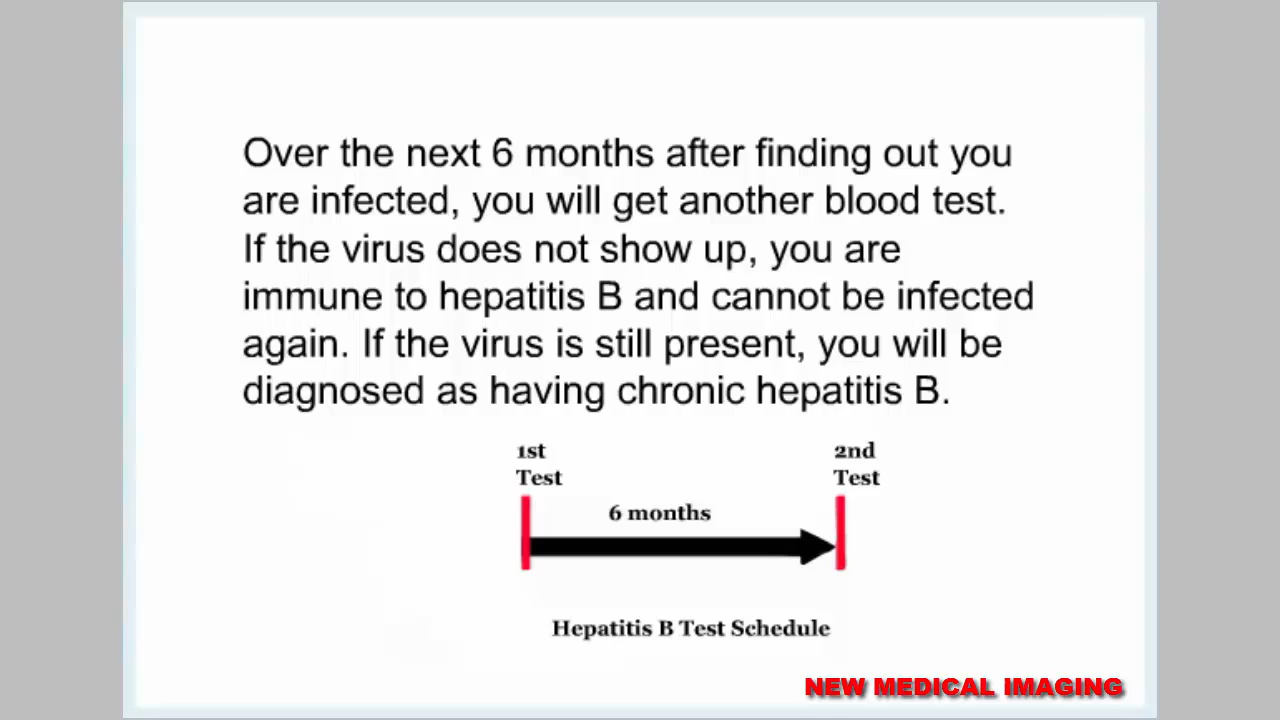 Over the next 6 months after finding out you
are infected, you will get another blood test.
If the virus does not show up, you are
immune to hepatitis B and cannot be infected
again. If the virus is still present, you will be
diagnosed as having chronic hepatitis B.
1st
Test
2nd
Test
6 months
Hepatitis B Test Schedule
NEW MEDICAL IMAGING